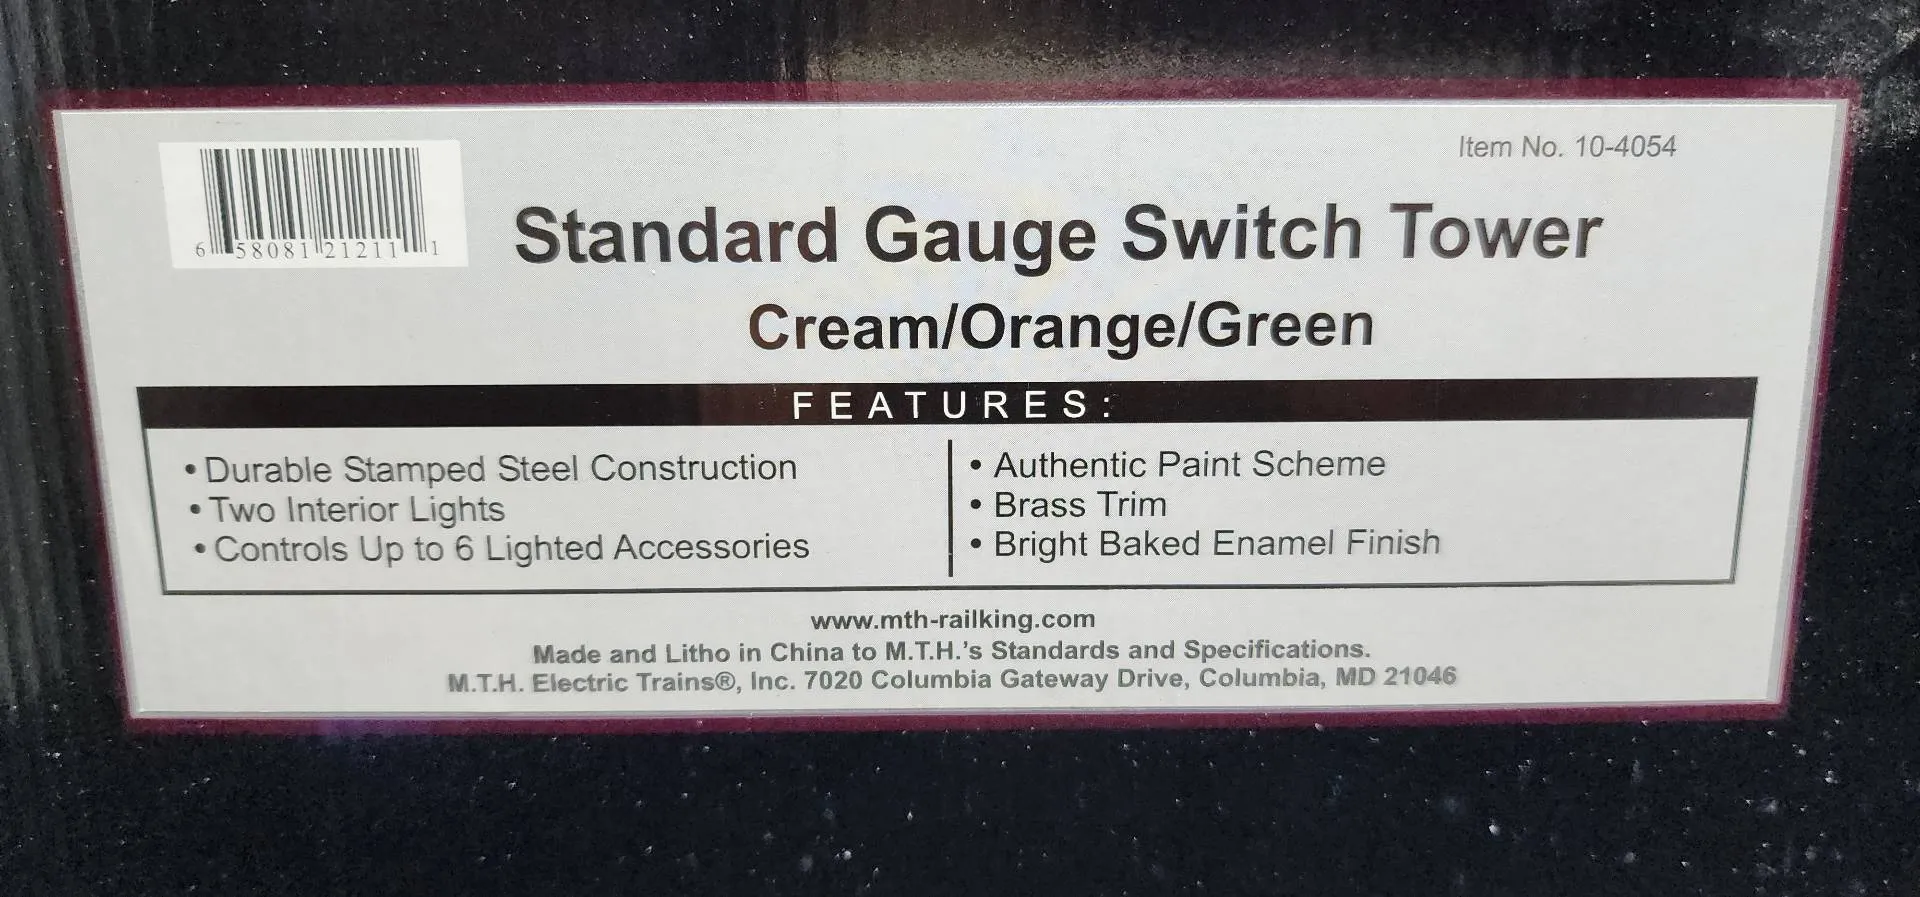 Item No. 10-4054
6 58081 21211 1
Standard Gauge Switch Tower
Cream/Orange/Green
FEATURES:
• Durable Stamped Steel Construction
• Two Interior Lights
• Controls Up to 6 Lighted Accessories
• Authentic Paint Scheme
• Brass Trim
• Bright Baked Enamel Finish
www.mth-railking.com
Made and Litho in China to M.T.H.'s Standards and Specifications.
M.T.H. Electric Trains®, Inc. 7020 Columbia Gateway Drive, Columbia, MD 21046